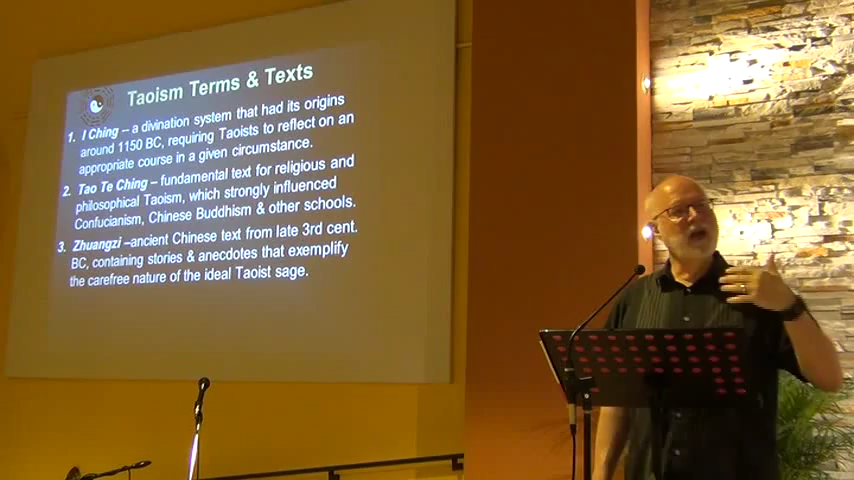 Taoism Terms & Texts
1. I Ching – a divination system that had its origins
around 1150 BC, requiring Taoists to reflect on an
appropriate course in a given circumstance.
2. Tao Te Ching – fundamental text for religious and
philosophical Taoism, which strongly influenced
Confucianism, Chinese Buddhism & other schools.
3. Zhuangzi –ancient Chinese text from late 3rd cent.
BC, containing stories & anecdotes that exemplify
the carefree nature of the ideal Taoist sage.